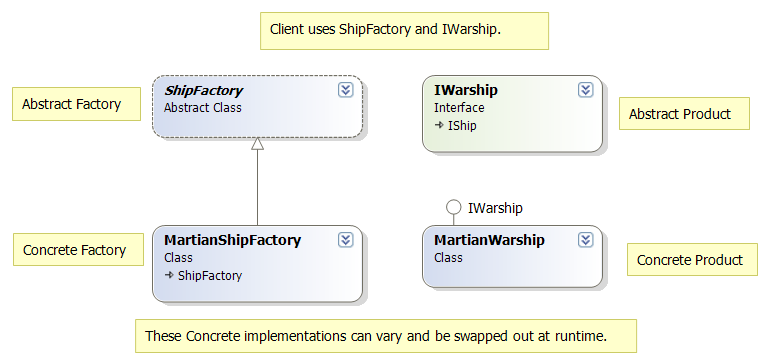 Client uses ShipFactory and IWarship.
Abstract Factory
ShipFactory
Abstract Class
IWarship
Interface
IShip
Abstract Product
IWarship
Concrete Factory
MartianShipFactory
Class
ShipFactory
MartianWarship
Class
Concrete Product
These Concrete implementations can vary and be swapped out at runtime.